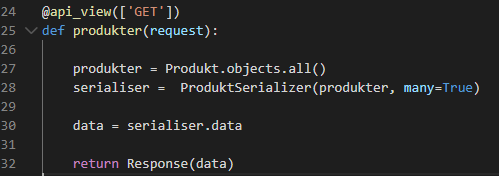 24 @api_view(['GET'])
25 def produkter(request):
26
27 produkter = Produkt.objects.all()
28 serialiser =  ProduktSerializer(produkter, many=True)
29
30 data = serialiser.data
31
32 return Response(data)